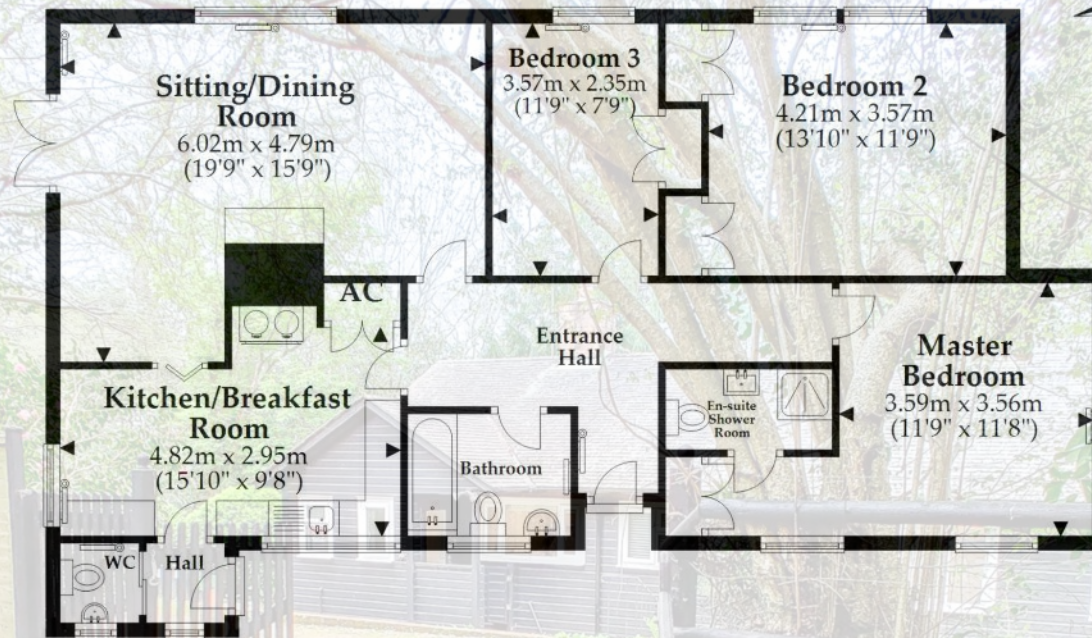 Sitting/Dining
Room
6.02m x 4.79m
(19'9" x 15'9")
Bedroom 3
3.57m x 2.35m
(11'9" x 7'9")
Bedroom 2
4.21m x 3.57m
(13'10" x 11'9")
AC
Entrance
Hall
Master
Bedroom
3.59m x 3.56m
(11'9" x 11'8")
Kitchen/Breakfast
Room
4.82m x 2.95m
(15'10" x 9'8")
En-suite
Shower
Room
Bathroom
WC
Hall